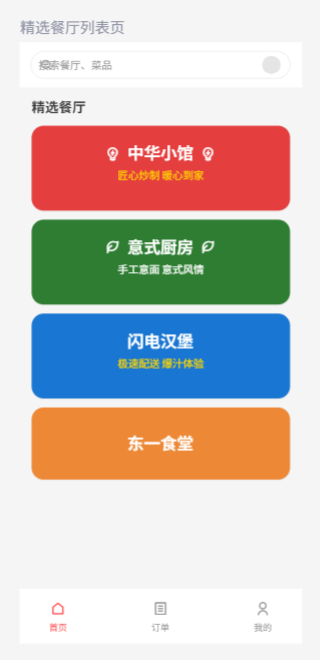 精选餐厅列表页
搜索餐厅、菜品
精选餐厅
中华小馆
匠心炒制 暖心到家
意式厨房
手工意面 意式风情
闪电汉堡
极速配送 爆汁体验
东一食堂
首页 订单 我的